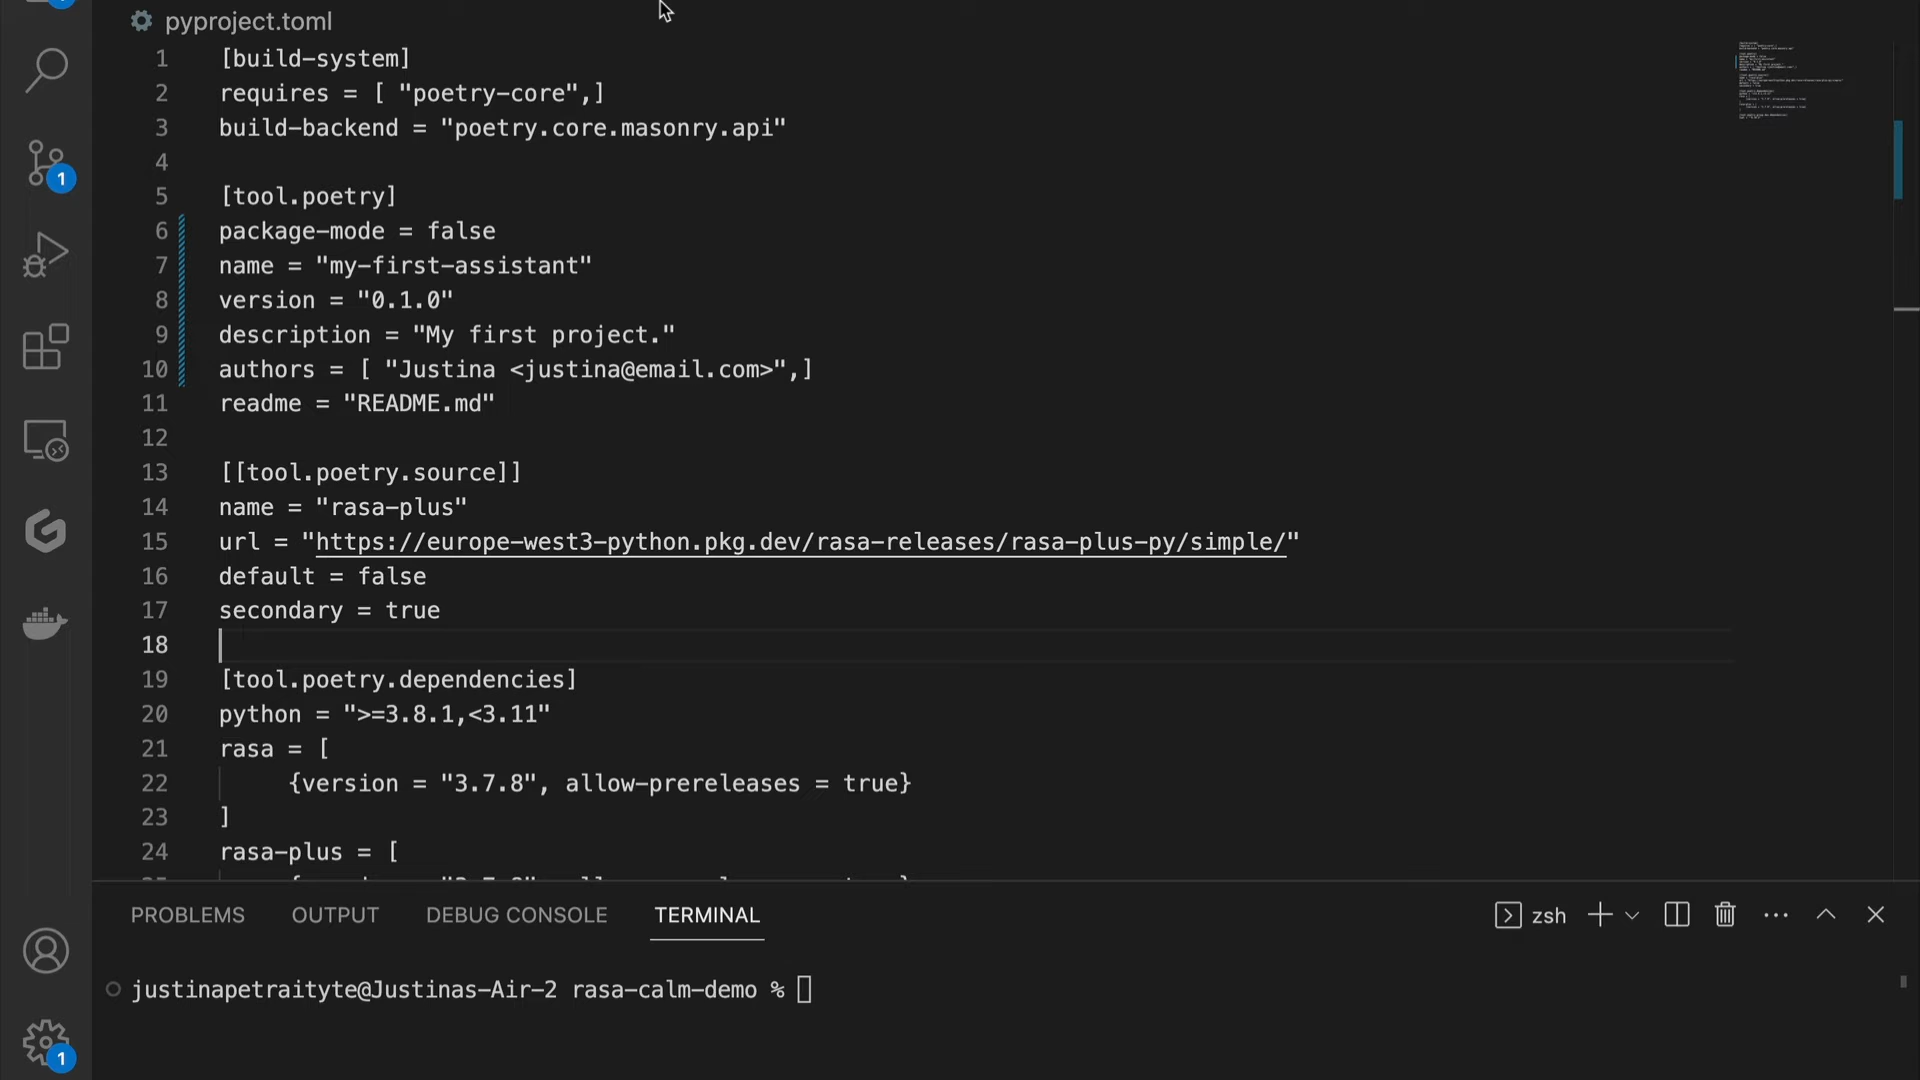 pyproject.toml
1 [build-system]
2 requires = [ "poetry-core",]
3 build-backend = "poetry.core.masonry.api"
4
5 [tool.poetry]
6 package-mode = false
7 name = "my-first-assistant"
8 version = "0.1.0"
9 description = "My first project."
10 authors = [ "Justina <justina@email.com>",]
11 readme = "README.md"
12
13 [[tool.poetry.source]]
14 name = "rasa-plus"
15 url = "https://europe-west3-python.pkg.dev/rasa-releases/rasa-plus-py/simple/"
16 default = false
17 secondary = true
18
19 [tool.poetry.dependencies]
20 python = ">=3.8.1,<3.11"
21 rasa = [
22 {version = "3.7.8", allow-prereleases = true}
23 ]
24 rasa-plus = [
1
1
PROBLEMS OUTPUT DEBUG CONSOLE TERMINAL zsh
justinapetraityte@Justinas-Air-2 rasa-calm-demo %